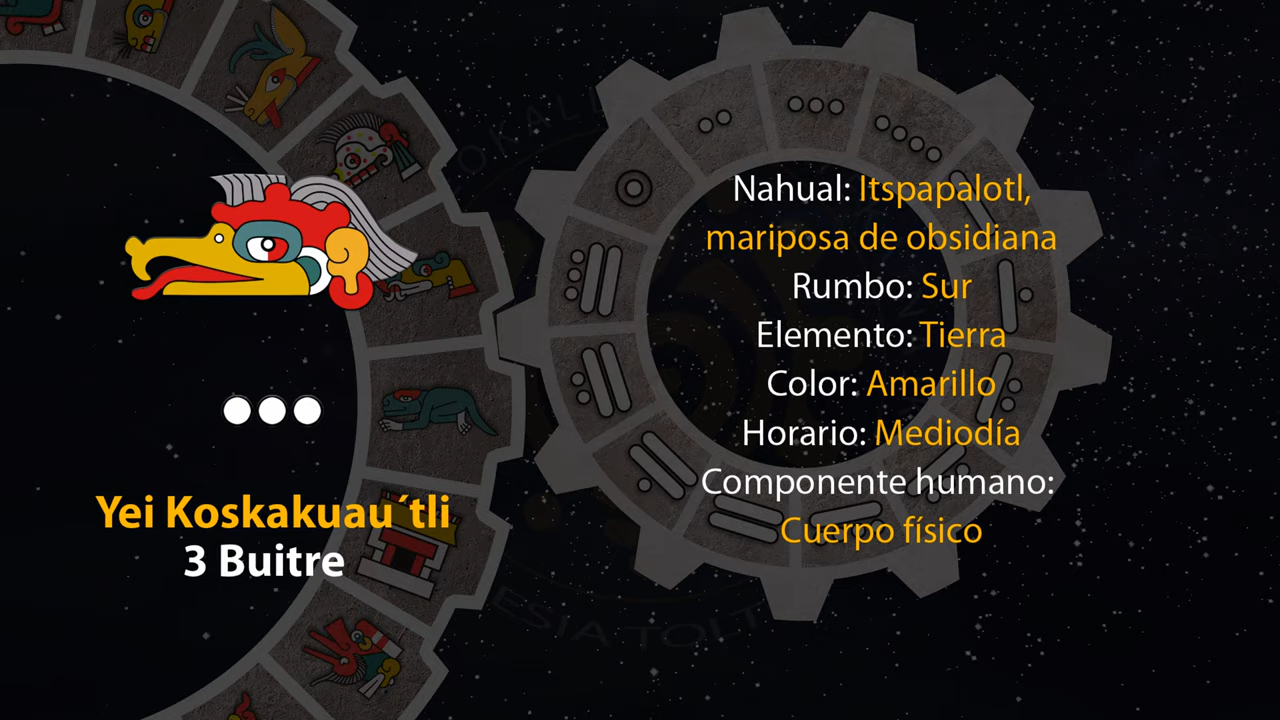 Yei Koskakuau´tli
3 Buitre
Nahual: Itspapalotl,
mariposa de obsidiana
Rumbo: Sur
Elemento: Tierra
Color: Amarillo
Horario: Mediodía
Componente humano:
Cuerpo físico